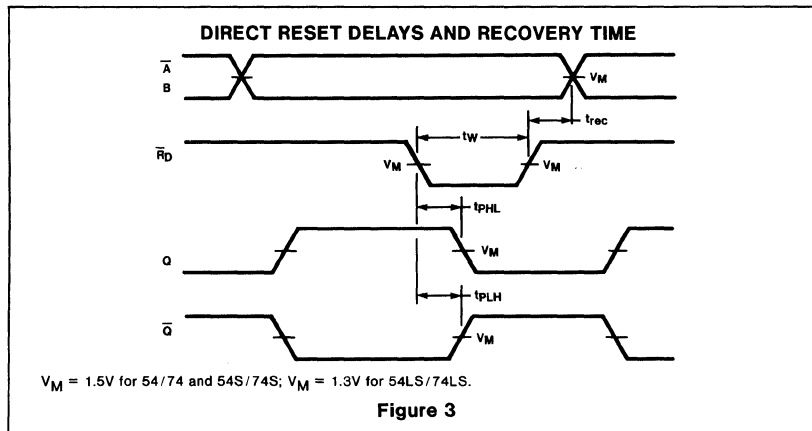 DIRECT RESET DELAYS AND RECOVERY TIME
A̅
B
VM
trec
tW
R̅D
VM
VM
tPHL
Q
VM
tPLH
Q̅
VM
VM = 1.5V for 54/74 and 54S/74S; VM = 1.3V for 54LS/74LS.
Figure 3